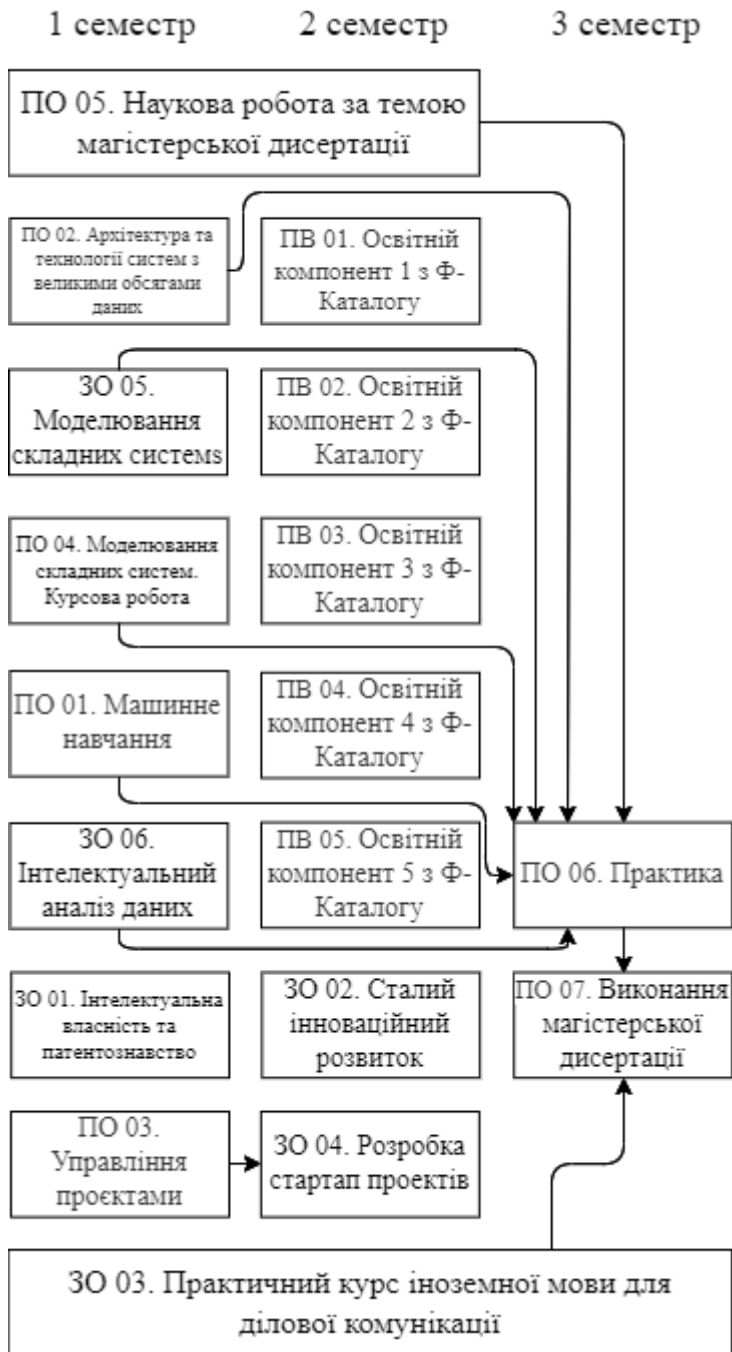 1 семестр 2 семестр 3 семестр
ПО 05. Наукова робота за темою
магістерської дисертації
ПО 02. Архітектура та
технології систем з
великими обсягами
даних
ПВ 01. Освітній
компонент 1 з Ф-
Каталогу
ЗО 05.
Моделювання
складних системs
ПВ 02. Освітній
компонент 2 з Ф-
Каталогу
ПО 04. Моделювання
складних систем.
Курсова робота
ПВ 03. Освітній
компонент 3 з Ф-
Каталогу
ПО 01. Машинне
навчання
ПВ 04. Освітній
компонент 4 з Ф-
Каталогу
ЗО 06.
Інтелектуальний
аналіз даних
ПВ 05. Освітній
компонент 5 з Ф-
Каталогу
ПО 06. Практика
ЗО 01. Інтелектуальна
власність та
патентознавство
ЗО 02. Сталий
інноваційний
розвиток
ПО 07. Виконання
магістерської
дисертації
ПО 03.
Управління
проєктами
ЗО 04. Розробка
стартап проектів
ЗО 03. Практичний курс іноземної мови для
ділової комунікації